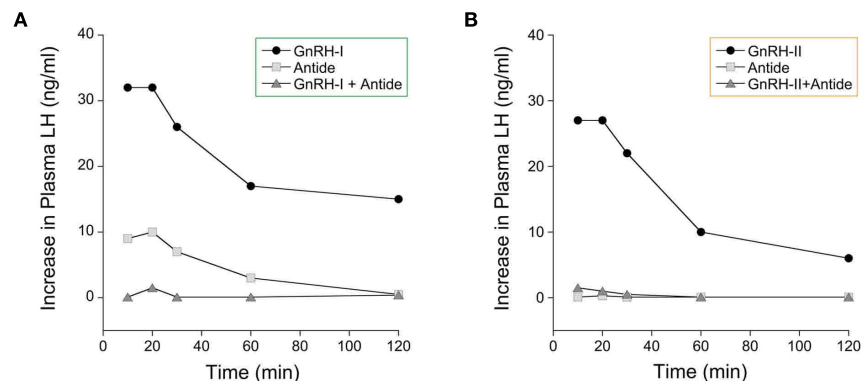 A
Increase in Plasma LH (ng/ml)
40
30
20
10
0
0 20 40 60 80 100 120
Time (min)
GnRH-I
Antide
GnRH-I + Antide
B
Increase in Plasma LH (ng/ml)
40
30
20
10
0
0 20 40 60 80 100 120
Time (min)
GnRH-II
Antide
GnRH-II+Antide